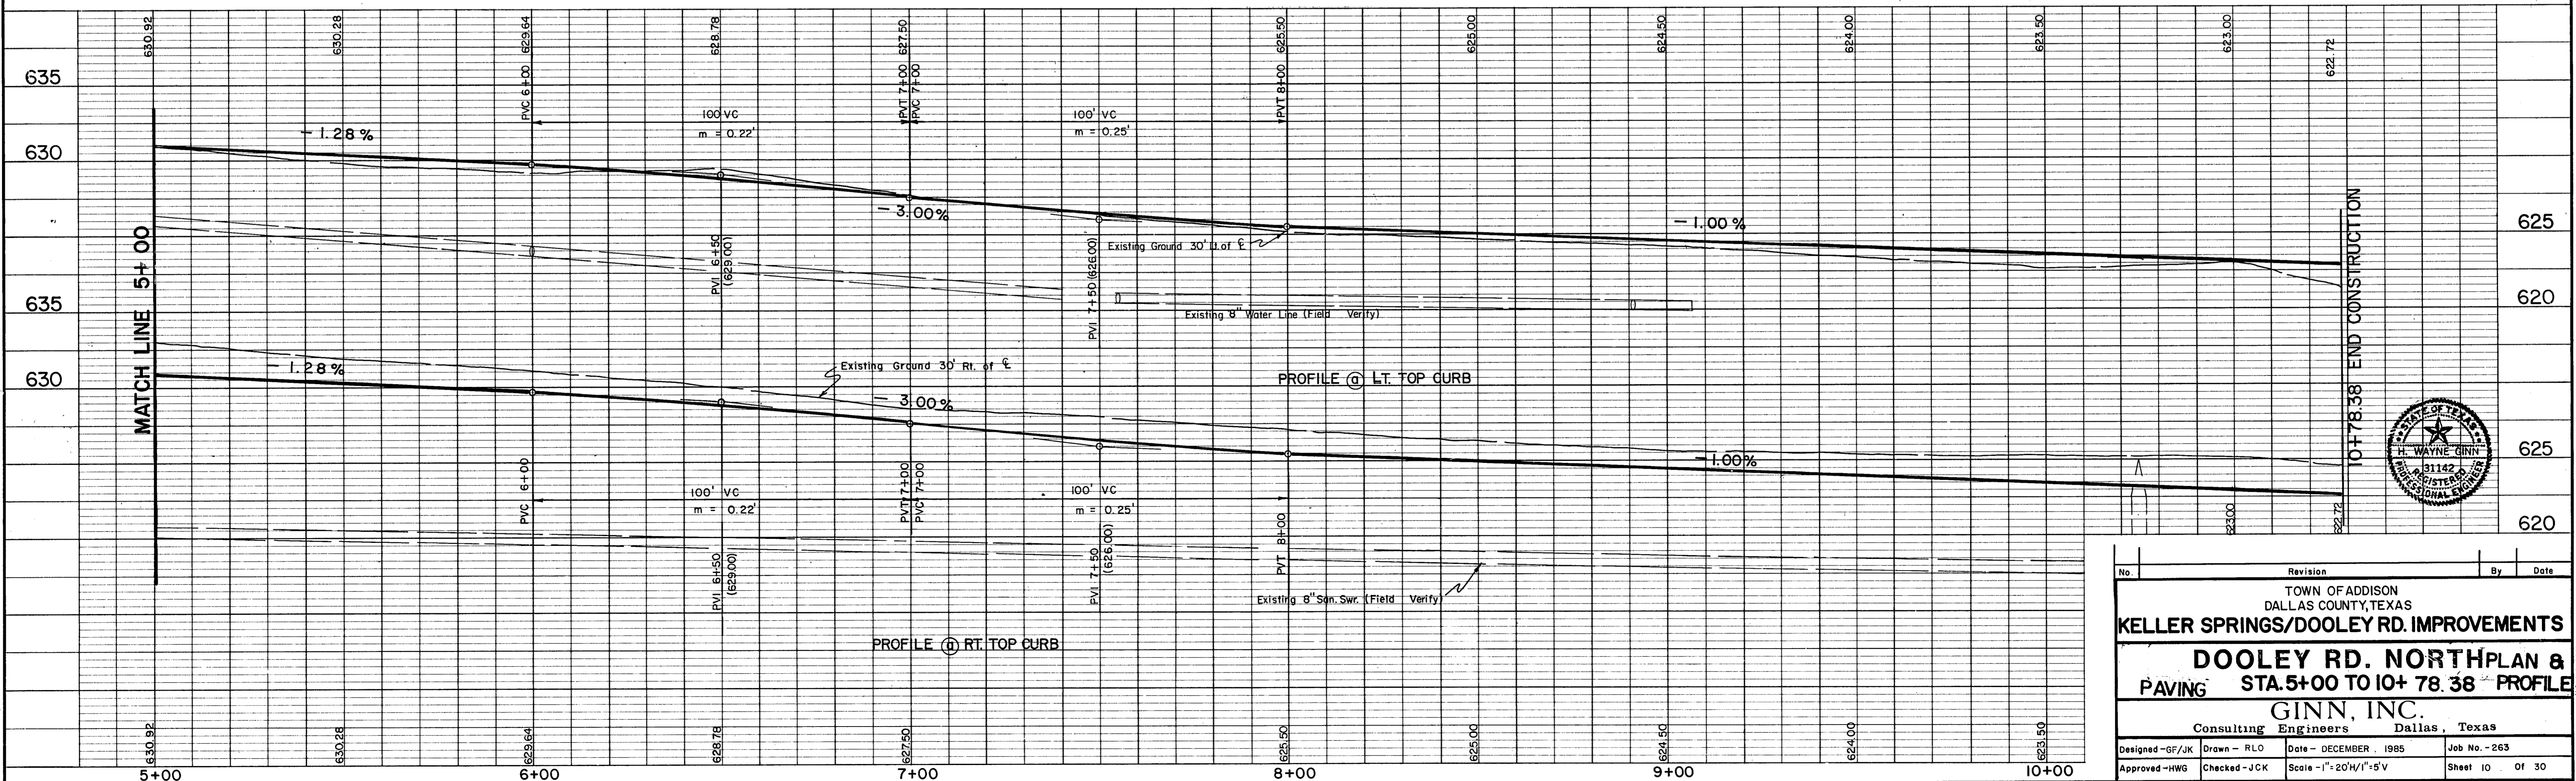 630.92
630.28
629.64
628.78
627.50
625.50
625.00
624.50
624.00
623.50
623.00
622.72
PVC 6+00
PVT 7+00
PVC 7+00
PVT 8+00
635
630
625
620
635
630
625
620
100' VC
m = 0.22'
100' VC
m = 0.25'
- 1.28%
- 3.00%
- 1.00%
PVI 6+50
(629.00)
PVI 7+50 (626.00)
Existing Ground 30' Lt. of ℄
Existing 8" Water Line (Field Verify)
MATCH LINE 5+00
10+78.38 END CONSTRUCTION
PROFILE @ LT. TOP CURB
- 1.28%
Existing Ground 30' Rt. of ℄
- 3.00%
- 1.00%
PVC 6+00
100' VC
m = 0.22'
PVT 7+00
PVC 7+00
100' VC
m = 0.25'
PVI 6+50
(629.00)
PVI 7+50
(626.00)
PVT 8+00
623.00
622.72
Existing 8" San. Swr. (Field Verify)
PROFILE @ RT. TOP CURB
630.92
630.28
629.64
628.78
627.50
625.50
625.00
624.50
624.00
623.50
5+00
6+00
7+00
8+00
9+00
10+00
STATE OF TEXAS
H. WAYNE GINN
31142
REGISTERED
PROFESSIONAL ENGINEER
No. Revision By Date
TOWN OF ADDISON
DALLAS COUNTY, TEXAS
KELLER SPRINGS/DOOLEY RD. IMPROVEMENTS
DOOLEY RD. NORTH PLAN &
PAVING STA. 5+00 TO 10+78.38 PROFILE
GINN, INC.
Consulting Engineers Dallas, Texas
Designed - GF/JK Drawn - RLO Date - DECEMBER, 1985 Job No. - 263
Approved - HWG Checked - JCK Scale - 1"= 20'H/1"=5'V Sheet 10 Of 30